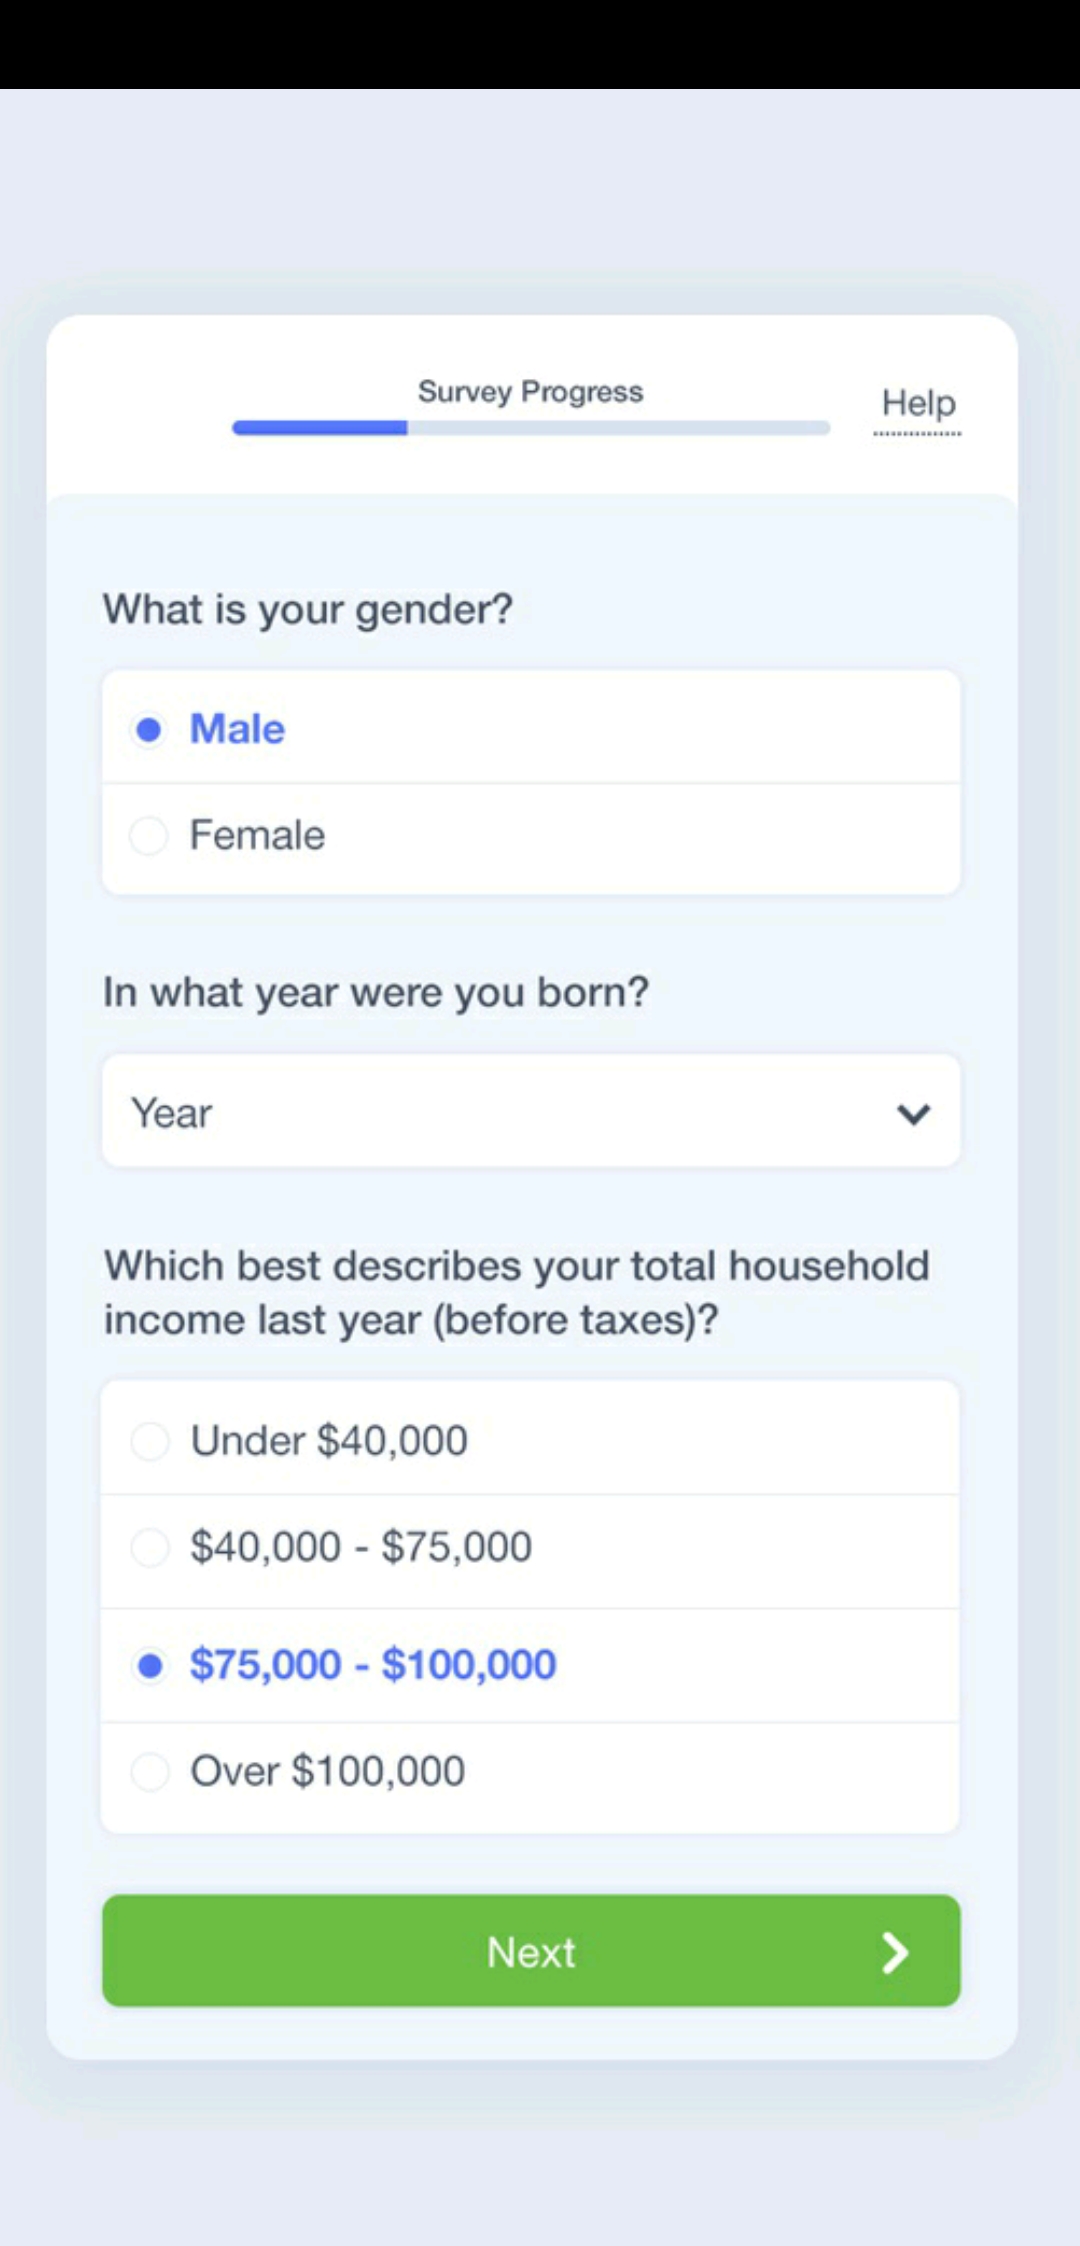 Survey Progress
Help
What is your gender?
Male
Female
In what year were you born?
Year
Which best describes your total household
income last year (before taxes)?
Under $40,000
$40,000 - $75,000
$75,000 - $100,000
Over $100,000
Next